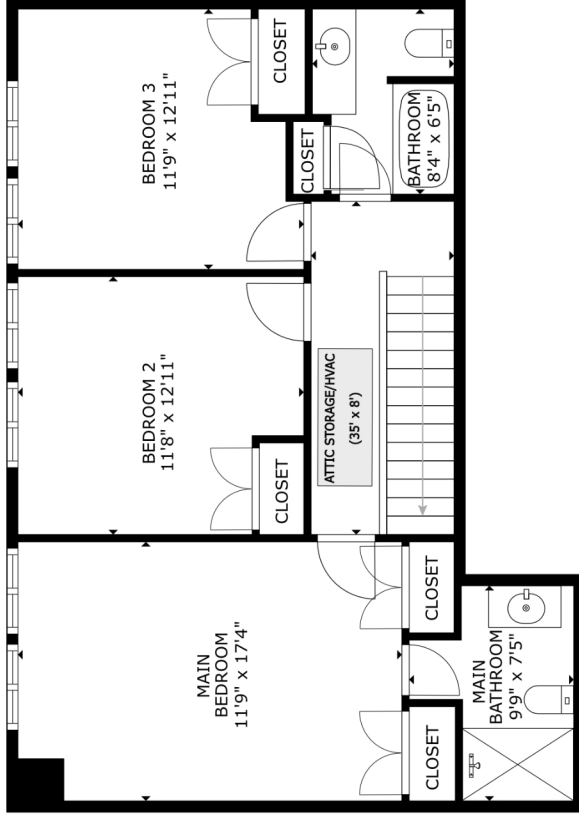 BEDROOM 3
11'9" x 12'11"
CLOSET
CLOSET
BATHROOM
8'4" x 6'5"
BEDROOM 2
11'8" x 12'11"
CLOSET
ATTIC STORAGE/HVAC
(35' x 8')
MAIN
BEDROOM
11'9" x 17'4"
CLOSET
CLOSET
MAIN
BATHROOM
9'9" x 7'5"